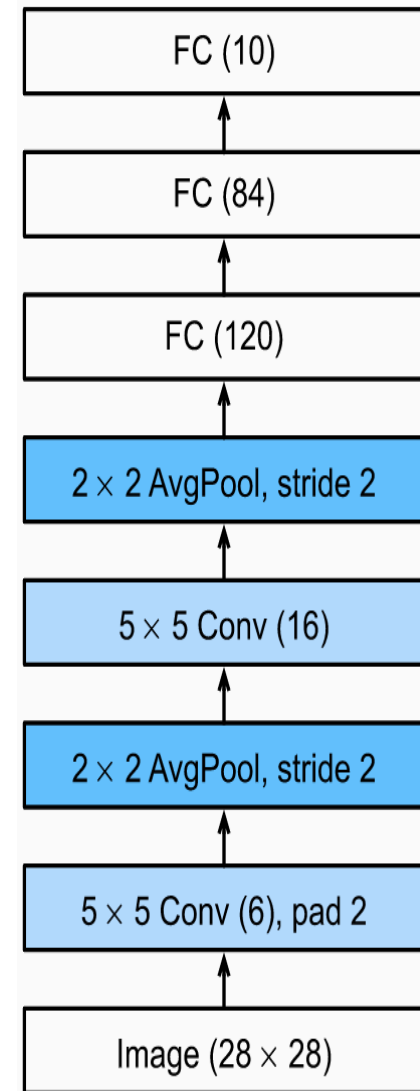 FC (10)
FC (84)
FC (120)
2 × 2 AvgPool, stride 2
5 × 5 Conv (16)
2 × 2 AvgPool, stride 2
5 × 5 Conv (6), pad 2
Image (28 × 28)